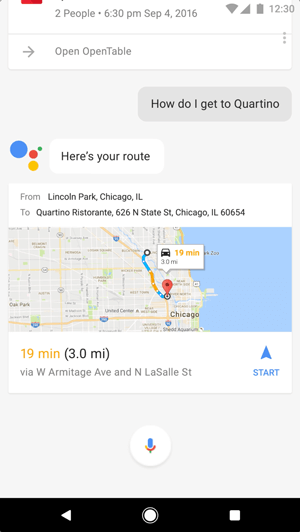 12:30
2 People • 6:30 pm Sep 4, 2016
Open OpenTable
How do I get to Quartino
Here's your route
From Lincoln Park, Chicago, IL
To Quartino Ristorante, 626 N State St, Chicago, IL 60654
19 min
3.0 mi
Oak Park
United Center
Chicago
19 min (3.0 mi)
via W Armitage Ave and N LaSalle St
START